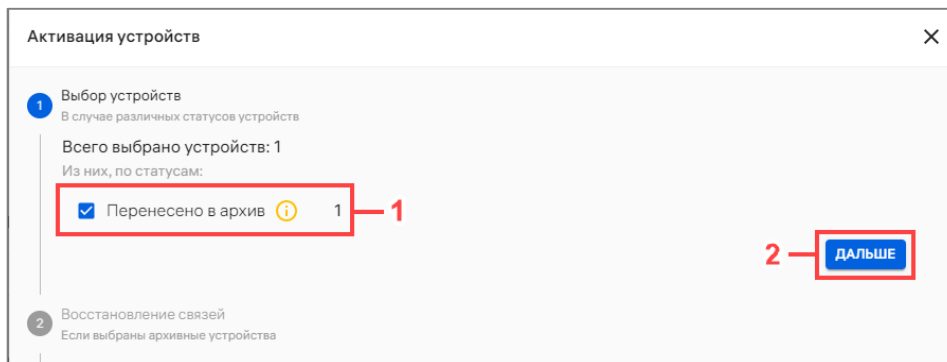 Активация устройств
1 Выбор устройств
В случае различных статусов устройств
Всего выбрано устройств: 1
Из них, по статусам:
Перенесено в архив 1 1
2 ДАЛЬШЕ
2 Восстановление связей
Если выбраны архивные устройства